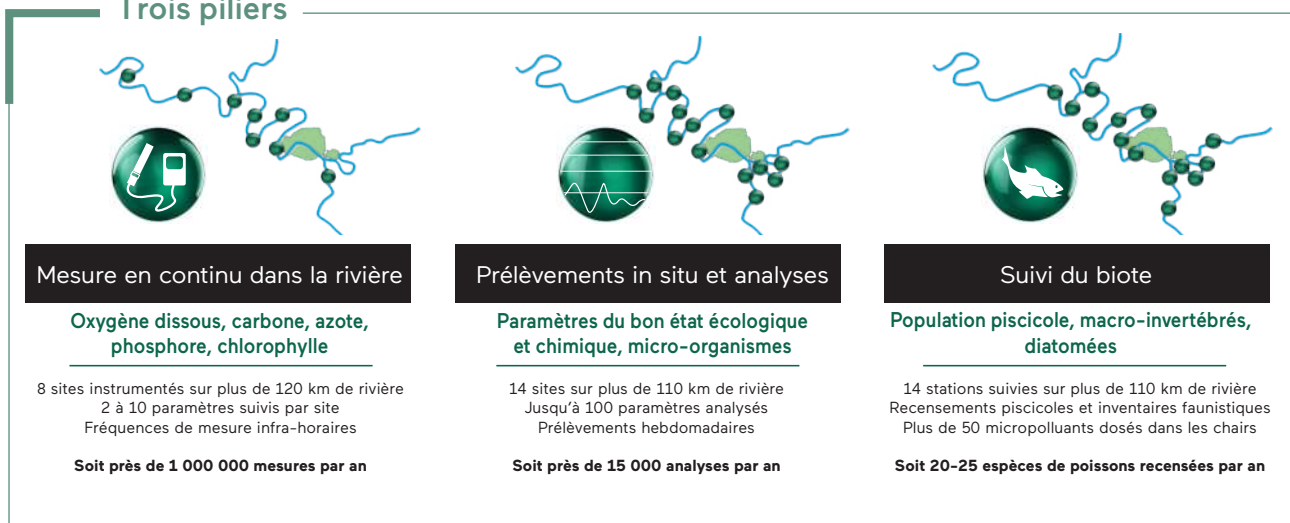 Trois piliers
Mesure en continu dans la rivière
Oxygène dissous, carbone, azote,
phosphore, chlorophylle
8 sites instrumentés sur plus de 120 km de rivière
2 à 10 paramètres suivis par site
Fréquences de mesure infra-horaires
Soit près de 1 000 000 mesures par an
Prélèvements in situ et analyses
Paramètres du bon état écologique
et chimique, micro-organismes
14 sites sur plus de 110 km de rivière
Jusqu'à 100 paramètres analysés
Prélèvements hebdomadaires
Soit près de 15 000 analyses par an
Suivi du biote
Population piscicole, macro-invertébrés,
diatomées
14 stations suivies sur plus de 110 km de rivière
Recensements piscicoles et inventaires faunistiques
Plus de 50 micropolluants dosés dans les chairs
Soit 20-25 espèces de poissons recensées par an